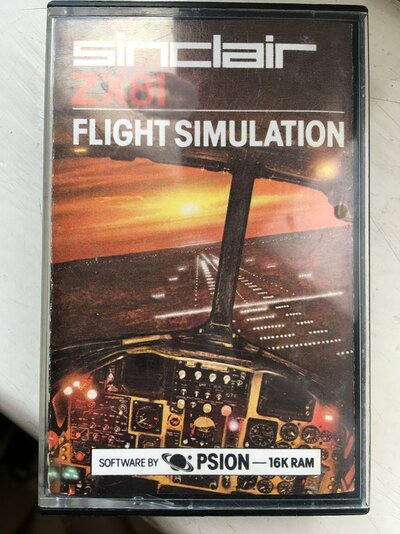 sinclair
ZX81
FLIGHT SIMULATION
SOFTWARE BY PSION — 16K RAM